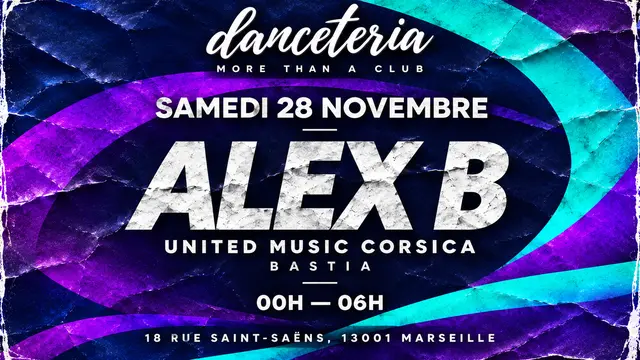 danceteria
MORE THAN A CLUB
SAMEDI 28 NOVEMBRE
ALEX B
UNITED MUSIC CORSICA
BASTIA
00H — 06H
18 RUE SAINT-SAËNS, 13001 MARSEILLE